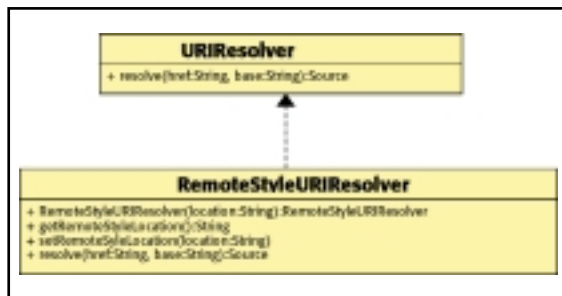 URIResolver
+ resolve(href:String, base:String):Source
RemoteStyleURIResolver
+ RemoteStyleURIResolver(location:String):RemoteStyleURIResolver
+ getRemoteStyleLocation():String
+ setRemoteSyleLocation(location:String)
+ resolve(href:String, base:String):Source